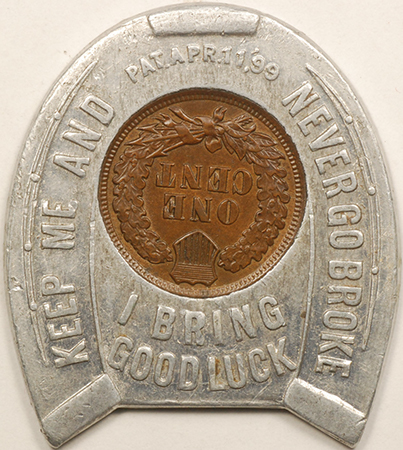 PAT.APR.11,99
KEEP ME AND
NEVER GO BROKE
ONE
CENT
I BRING
GOOD LUCK